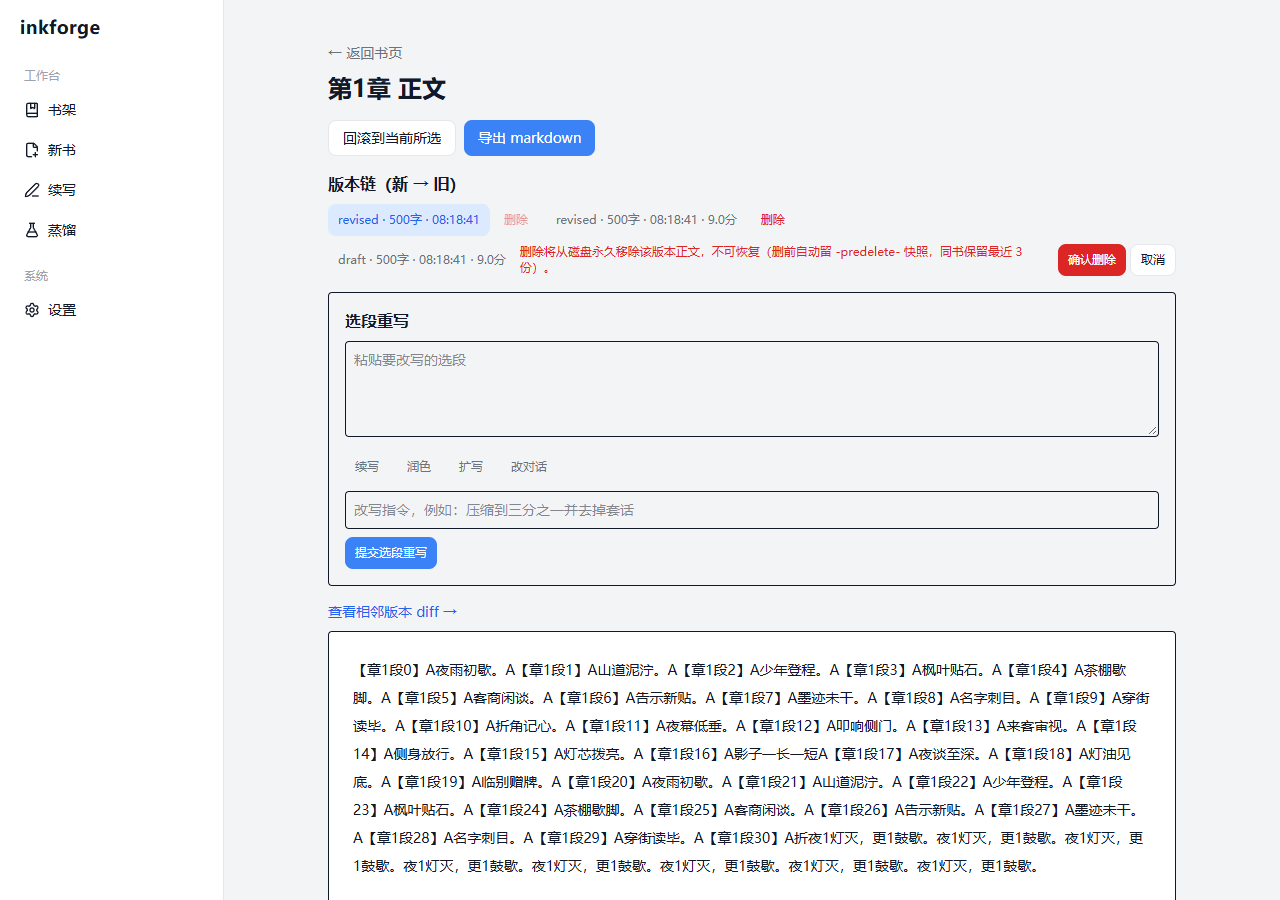 inkforge
工作台
书架
新书
续写
蒸馏
系统
设置
← 返回书页
第1章 正文
回滚到当前所选
导出 markdown
版本链（新 → 旧）
revised · 500字 · 08:18:41
删除
revised · 500字 · 08:18:41 · 9.0分
删除
draft · 500字 · 08:18:41 · 9.0分
删除将从磁盘永久移除该版本正文，不可恢复（删前自动留 -predelete- 快照，同书保留最近 3
份）。
确认删除
取消
选段重写
粘贴要改写的选段
续写
润色
扩写
改对话
改写指令，例如：压缩到三分之一并去掉套话
提交选段重写
查看相邻版本 diff →
【章1段0】A夜雨初歇。A【章1段1】A山道泥泞。A【章1段2】A少年登程。A【章1段3】A枫叶贴石。A【章1段4】A茶棚歇
脚。A【章1段5】A客商闲谈。A【章1段6】A告示新贴。A【章1段7】A墨迹未干。A【章1段8】A名字刺目。A【章1段9】A穿街
读毕。A【章1段10】A折角记心。A【章1段11】A夜幕低垂。A【章1段12】A叩响侧门。A【章1段13】A来客审视。A【章1段
14】A侧身放行。A【章1段15】A灯芯拨亮。A【章1段16】A影子一长一短A【章1段17】A夜谈至深。A【章1段18】A灯油见
底。A【章1段19】A临别赠牌。A【章1段20】A夜雨初歇。A【章1段21】A山道泥泞。A【章1段22】A少年登程。A【章1段
23】A枫叶贴石。A【章1段24】A茶棚歇脚。A【章1段25】A客商闲谈。A【章1段26】A告示新贴。A【章1段27】A墨迹未干。
A【章1段28】A名字刺目。A【章1段29】A穿街读毕。A【章1段30】A折夜1灯灭，更1鼓歇。夜1灯灭，更1鼓歇。夜1灯灭，更
1鼓歇。夜1灯灭，更1鼓歇。夜1灯灭，更1鼓歇。夜1灯灭，更1鼓歇。夜1灯灭，更1鼓歇。夜1灯灭，更1鼓歇。